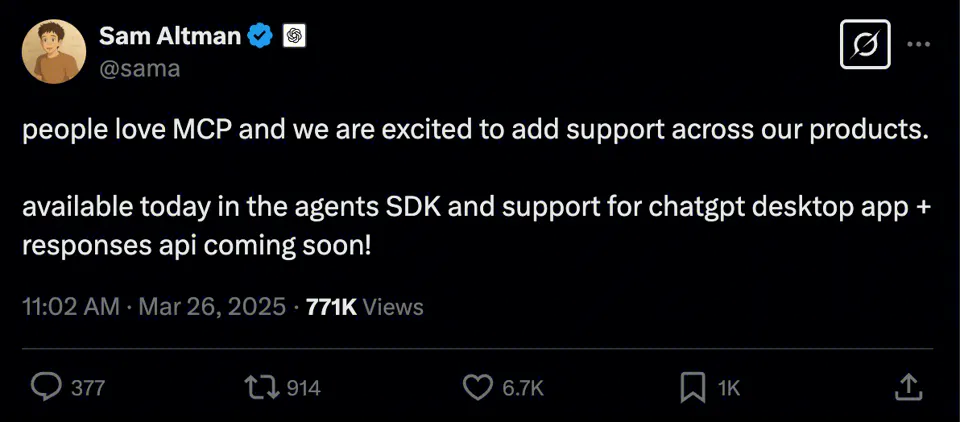 Sam Altman
@sama
people love MCP and we are excited to add support across our products.
available today in the agents SDK and support for chatgpt desktop app +
responses api coming soon!
11:02 AM · Mar 26, 2025 · 771K Views
377 914 6.7K 1K